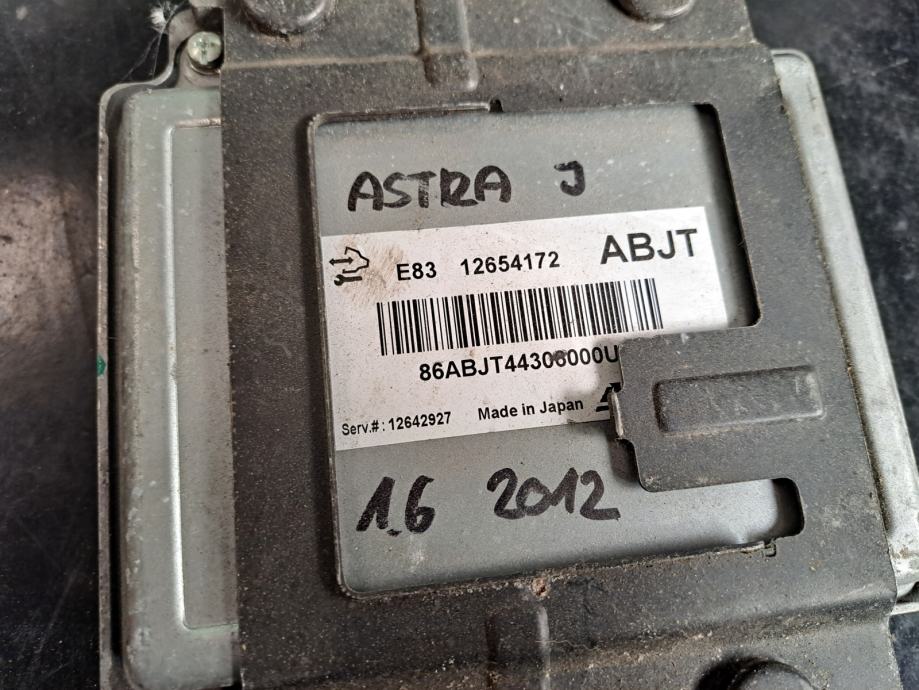 ASTRA J
E83 12654172 ABJT
86ABJT44306000U
Serv.#: 12642927 Made in Japan
1.6 2012